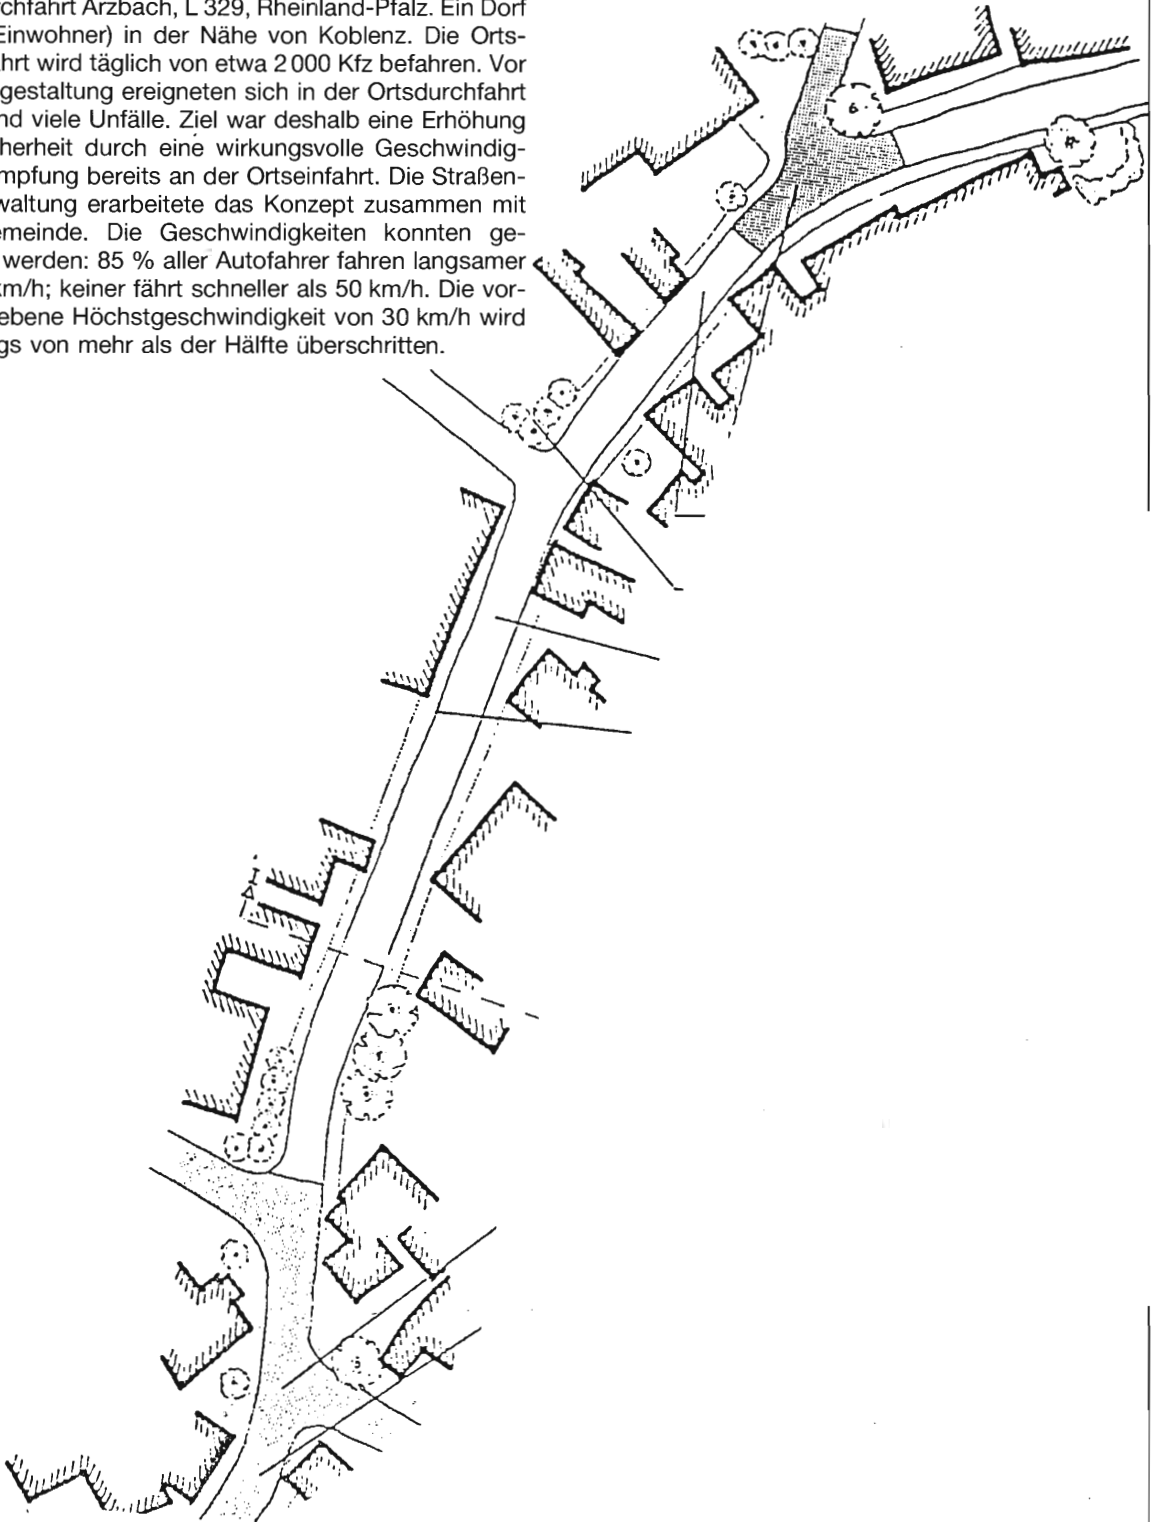 chfahrt Arzbach, L 329, Rheinland-Pfalz. Ein Dorf
Einwohner) in der Nähe von Koblenz. Die Orts-
hrt wird täglich von etwa 2 000 Kfz befahren. Vor
gestaltung ereigneten sich in der Ortsdurchfahrt
nd viele Unfälle. Ziel war deshalb eine Erhöhung
herheit durch eine wirkungsvolle Geschwindig-
mpfung bereits an der Ortseinfahrt. Die Straßen-
waltung erarbeitete das Konzept zusammen mit
emeinde. Die Geschwindigkeiten konnten ge-
werden: 85 % aller Autofahrer fahren langsamer
km/h; keiner fährt schneller als 50 km/h. Die vor-
ebene Höchstgeschwindigkeit von 30 km/h wird
gs von mehr als der Hälfte überschritten.